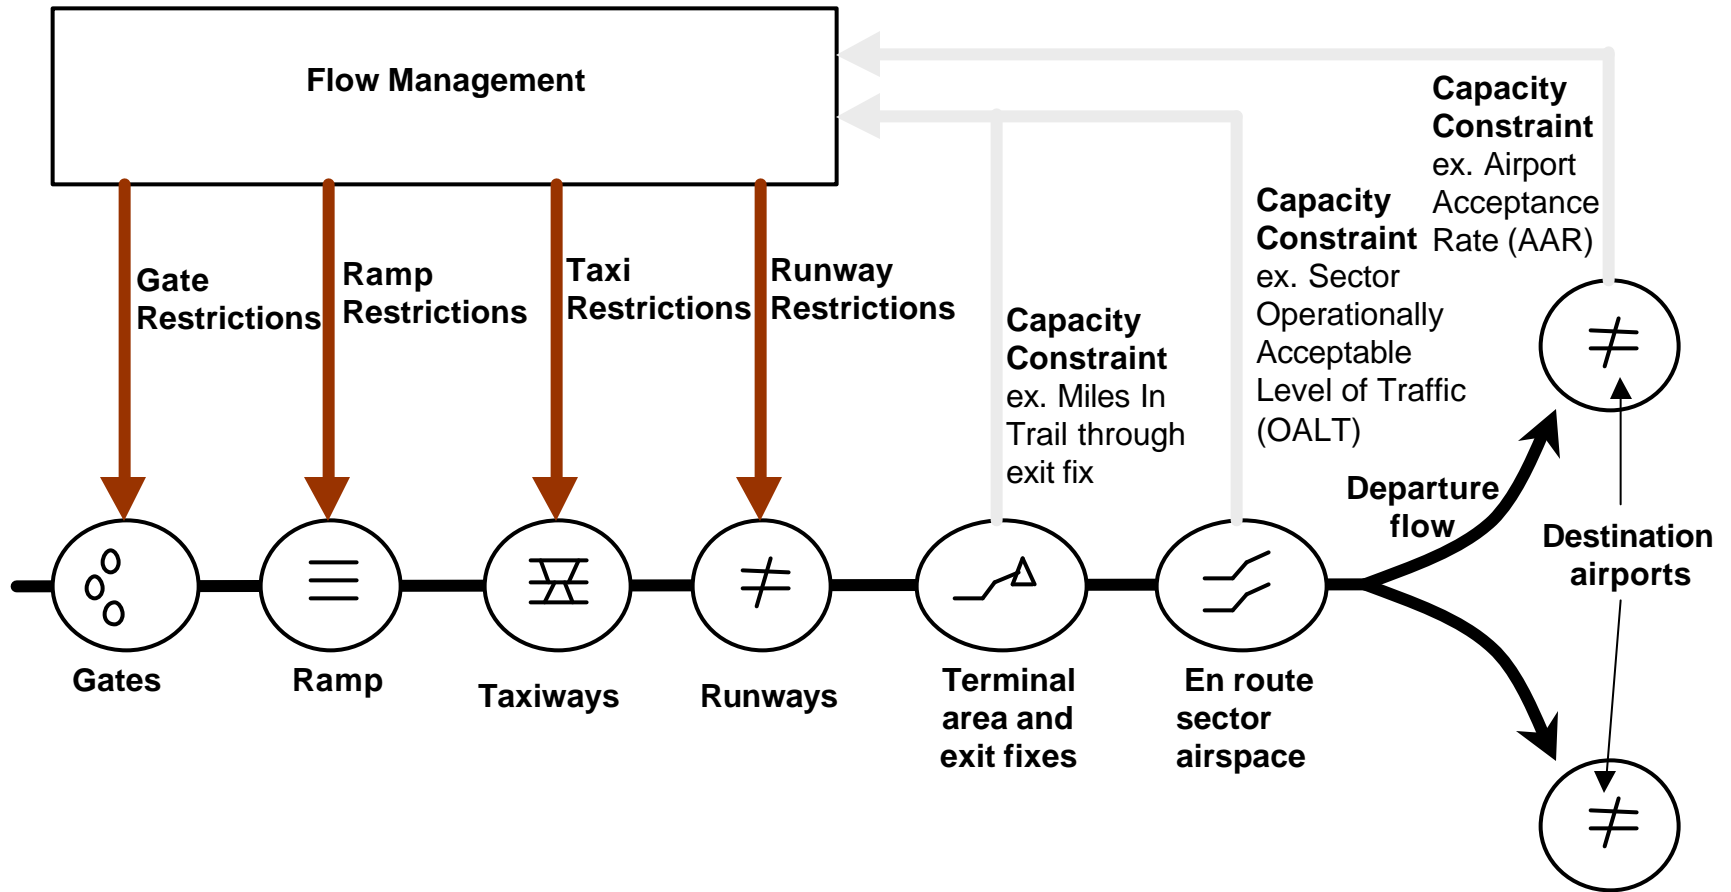 Flow Management
Capacity
Constraint
ex. Airport
Acceptance
Rate (AAR)
Capacity
Constraint
ex. Sector
Operationally
Acceptable
Level of Traffic
(OALT)
Gate
Restrictions
Ramp
Restrictions
Taxi
Restrictions
Runway
Restrictions
Capacity
Constraint
ex. Miles In
Trail through
exit fix
Departure
flow
Destination
airports
Gates
Ramp
Taxiways
Runways
Terminal
area and
exit fixes
En route
sector
airspace